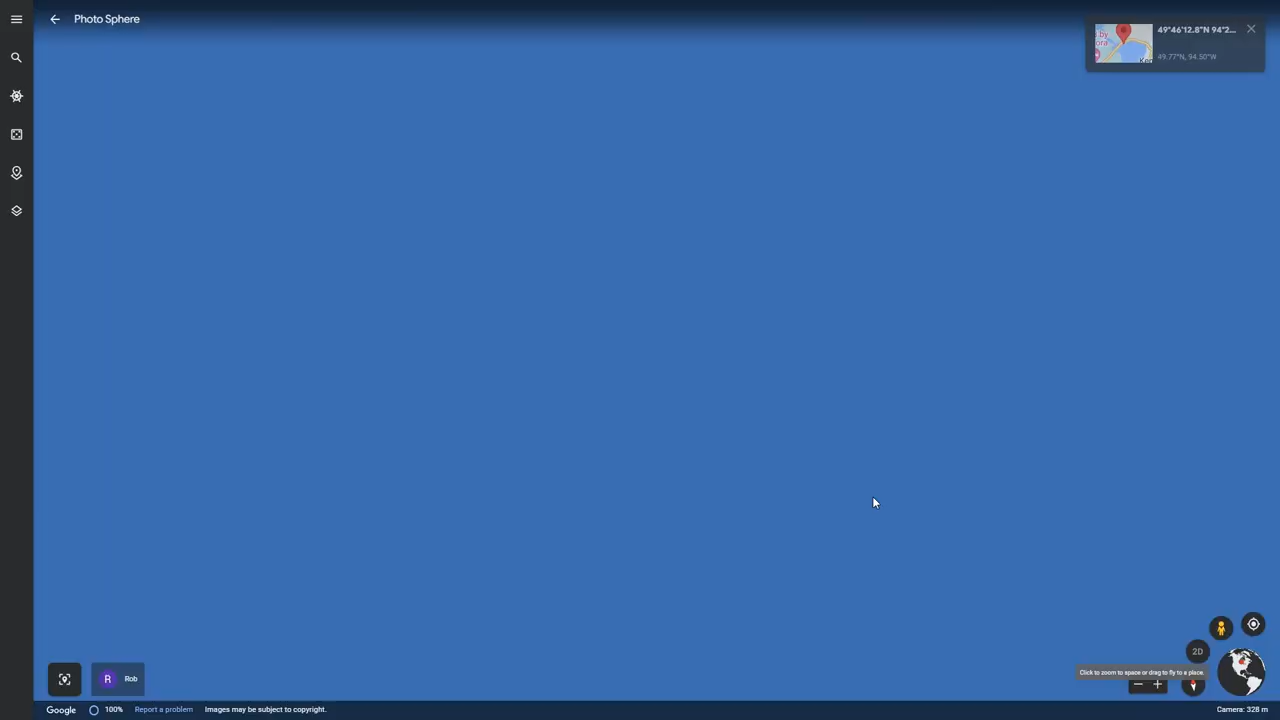 Photo Sphere
49°46'12.8"N 94°2...
49.77°N, 94.50°W
R Rob
2D
Click to zoom to space or drag to fly to a place.
Google 100% Report a problem Images may be subject to copyright. Camera: 328 m